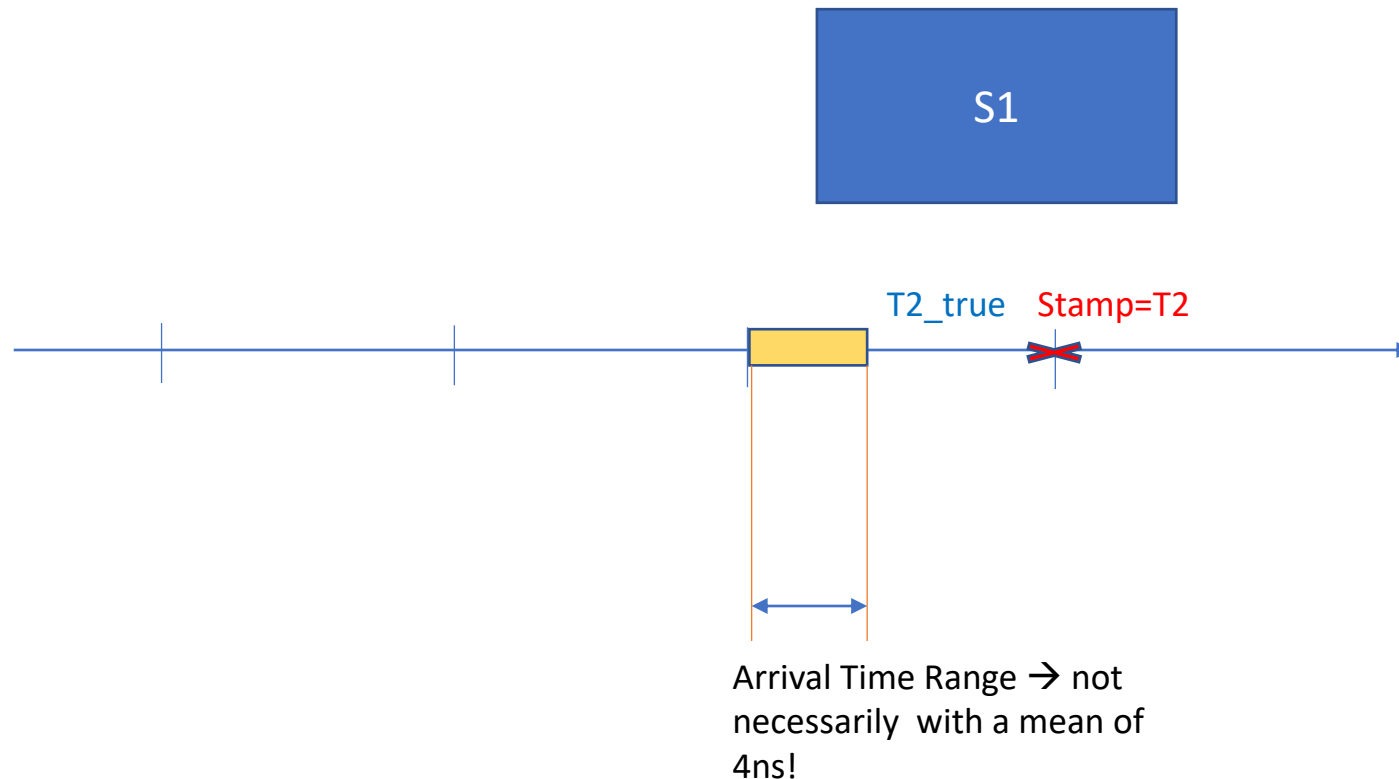 S1
T2_true Stamp=T2
Arrival Time Range → not
necessarily with a mean of
4ns!